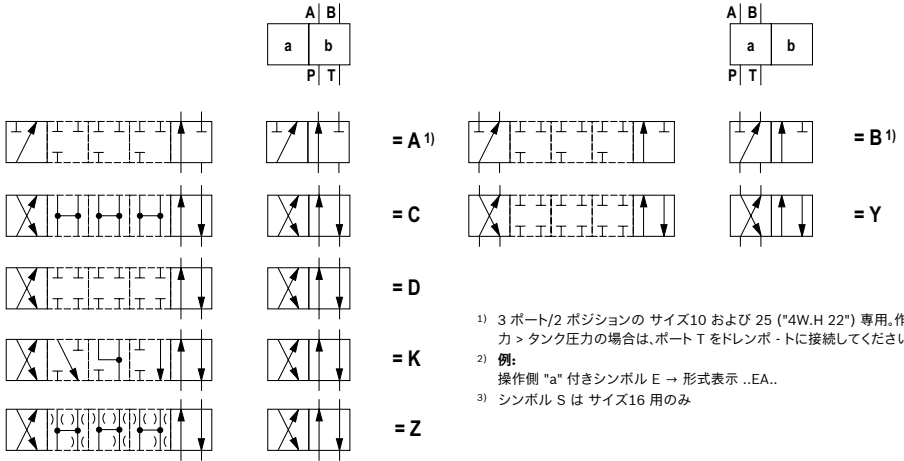 A B
a b
P T
A B
a b
P T
= A 1)
= B 1)
= C
= Y
= D
= K
= Z
1) 3 ポート/2 ポジションの サイズ10 および 25 ("4W.H 22") 専用。作
力 > タンク圧力の場合は、ポート T をドレンポ - トに接続してください
2) 例:
操作側 "a" 付きシンボル E → 形式表示 ..EA..
3) シンボル S は サイズ16 用のみ